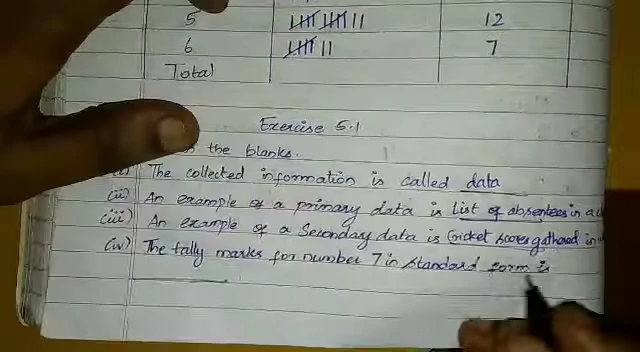 5 12
6 7
Total
Exercise 5.1
the blanks.
The collected information is called data
(ii) An example of a primary data is List of absentees in a
(iii) An example of a Secondary data is Cricket scores gathered in
(iv) The tally marks for number 7 in standard form is